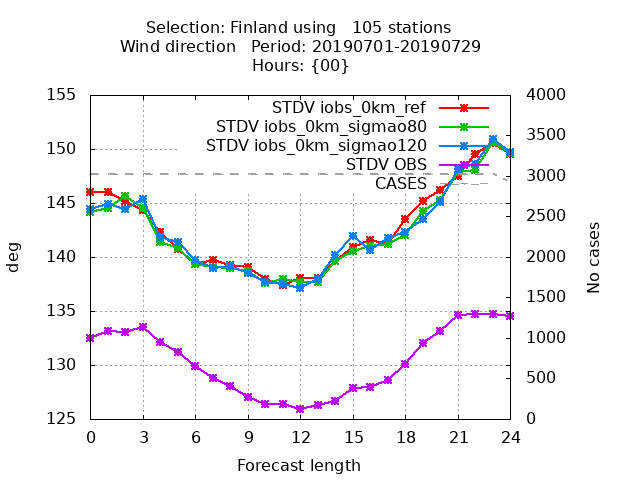 Selection: Finland using   105 stations
Wind direction   Period: 20190701-20190729
Hours: {00}
STDV iobs_0km_ref
STDV iobs_0km_sigmao80
STDV iobs_0km_sigmao120
STDV OBS
CASES
deg
155
150
145
140
135
130
125
No cases
4000
3500
3000
2500
2000
1500
1000
500
0
0 3 6 9 12 15 18 21 24
Forecast length